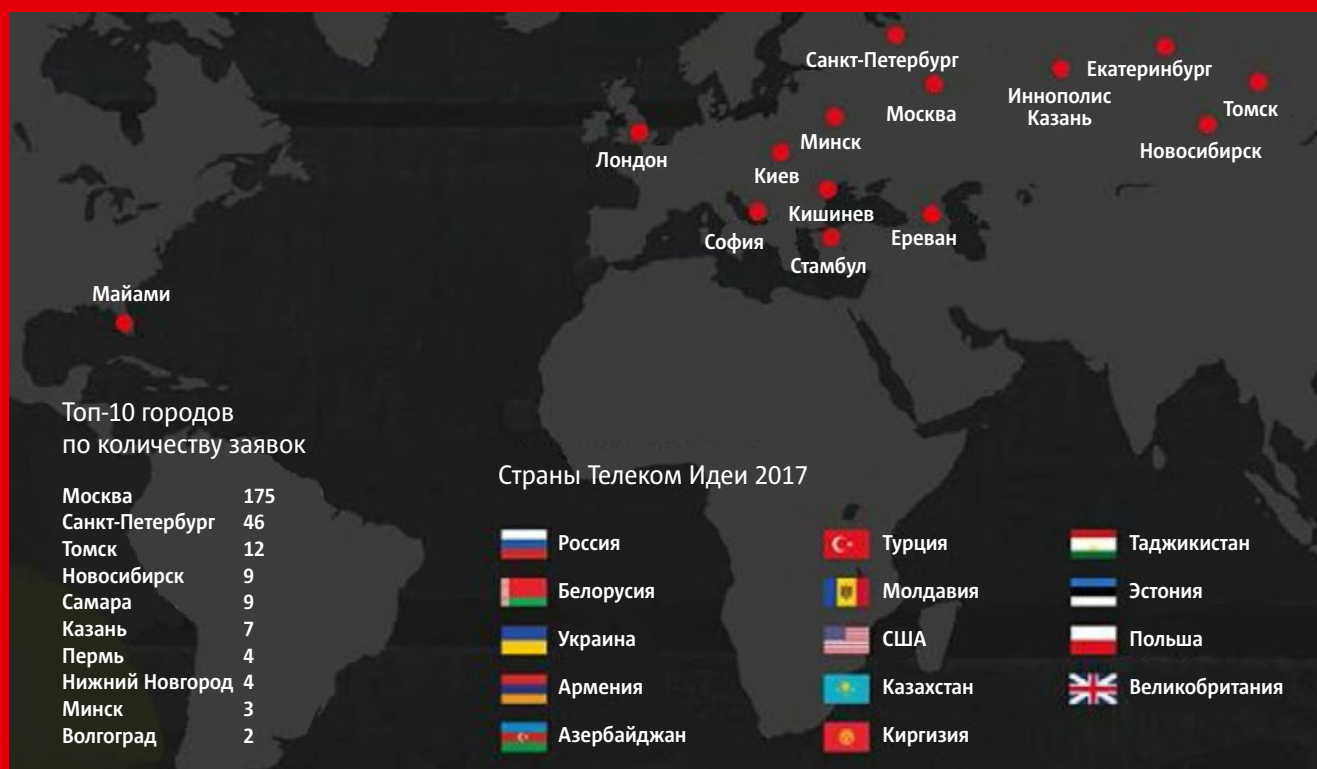 Санкт-Петербург
Екатеринбург
Москва
Иннополис
Казань
Томск
Новосибирск
Минск
Лондон
Киев
Кишинев
София
Ереван
Стамбул
Майами
Топ-10 городов
по количеству заявок
Москва 175
Санкт-Петербург 46
Томск 12
Новосибирск 9
Самара 9
Казань 7
Пермь 4
Нижний Новгород 4
Минск 3
Волгоград 2
Страны Телеком Идеи 2017
Россия
Белорусия
Украина
Армения
Азербайджан
Турция
Молдавия
США
Казахстан
Киргизия
Таджикистан
Эстония
Польша
Великобритания